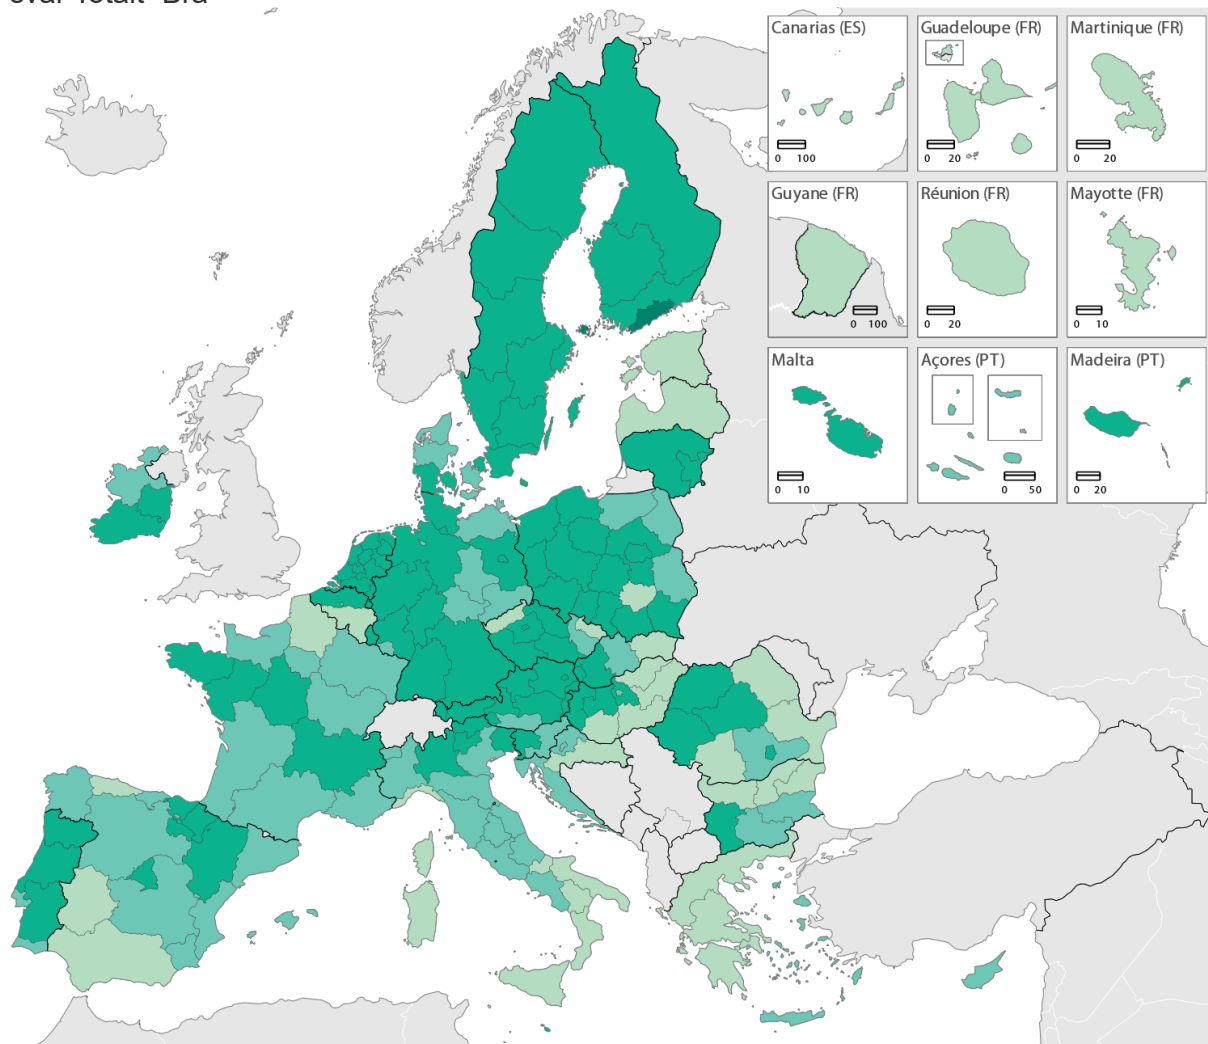 Canarias (ES)
0 100
Guadeloupe (FR)
0 20
Martinique (FR)
0 20
Guyane (FR)
0 100
Réunion (FR)
0 20
Mayotte (FR)
0 10
Malta
0 10
Açores (PT)
0 50
Madeira (PT)
0 20